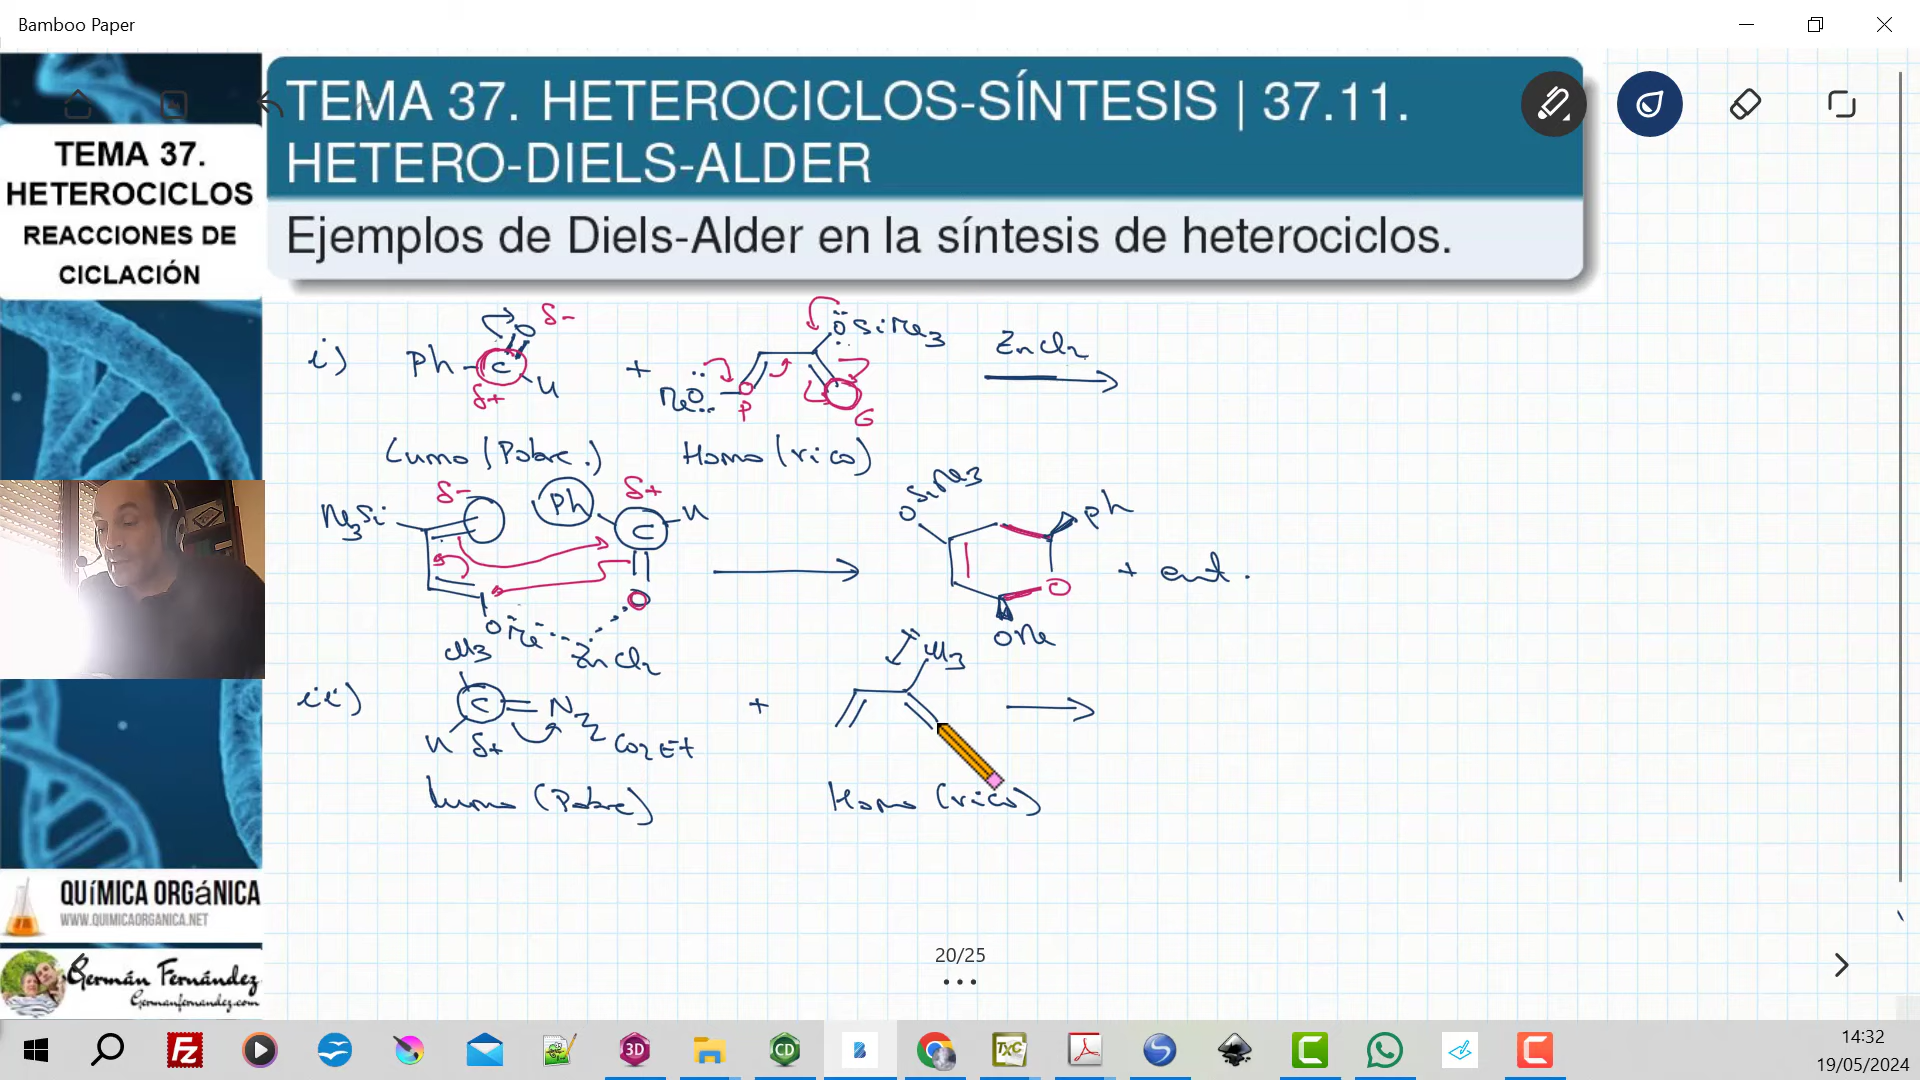 Bamboo Paper
TEMA 37. HETEROCICLOS-SÍNTESIS | 37.11.
HETERO-DIELS-ALDER
Ejemplos de Diels-Alder en la síntesis de heterociclos.
TEMA 37.
HETEROCICLOS
REACCIONES DE
CICLACIÓN
i) Ph - C O δ- H δ+ + MeO P OSiMe3 G ZnCl2
Lumo (Pobre.) Homo (rico)
Me3Si δ- Ph δ+ C H O OMe ZnCl2
OSiMe3 Ph O OMe + ent.
ii) CH3 C = N H δ+ CO2Et + CH3
Lumo (Pobre) Homo (rico)
QUÍMICA ORGáNICA
WWW.QUIMICAORGANICA.NET
Germán Fernández
Germanfernandez.com
20/25
14:32
19/05/2024